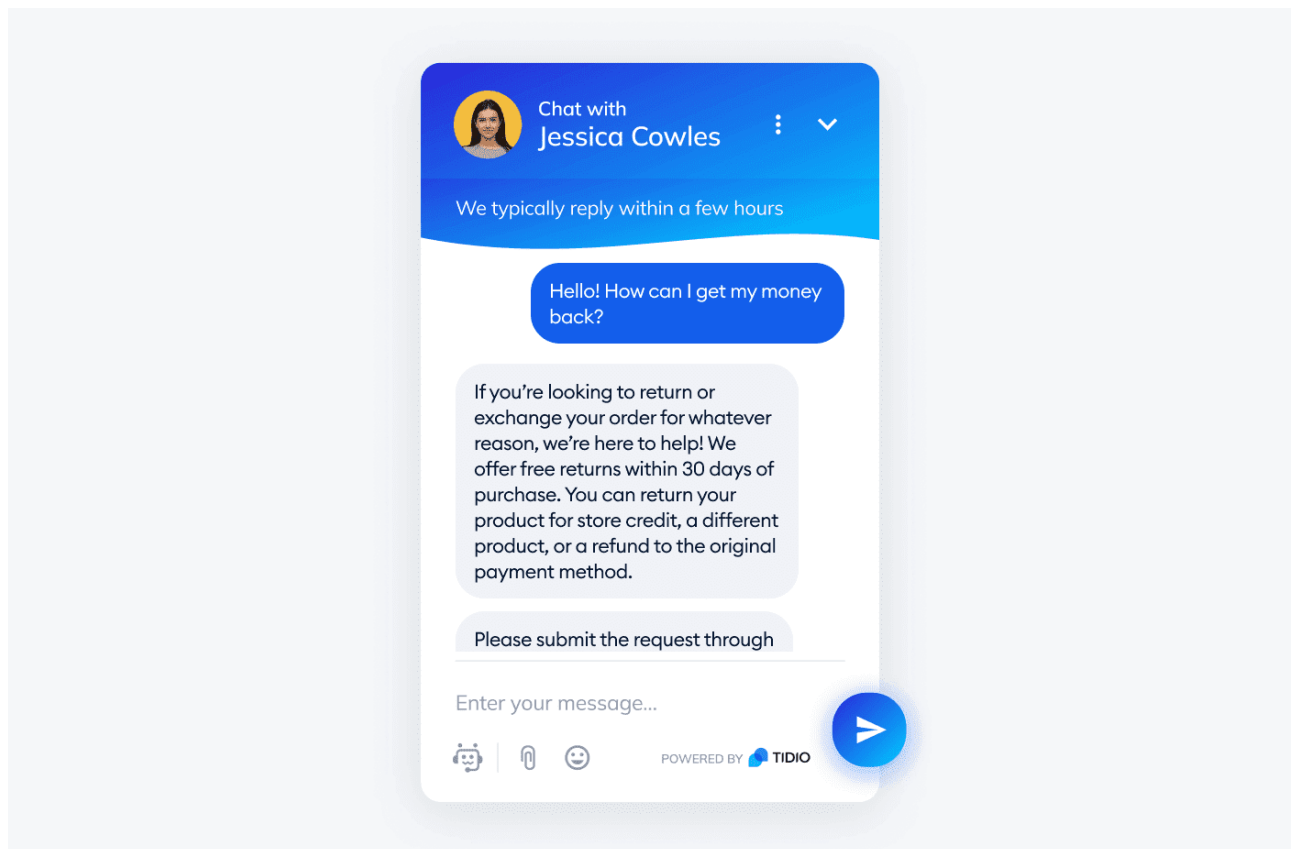 Chat with
Jessica Cowles
We typically reply within a few hours
Hello! How can I get my money
back?
If you’re looking to return or
exchange your order for whatever
reason, we’re here to help! We
offer free returns within 30 days of
purchase. You can return your
product for store credit, a different
product, or a refund to the original
payment method.
Please submit the request through
Enter your message...
POWERED BY TIDIO